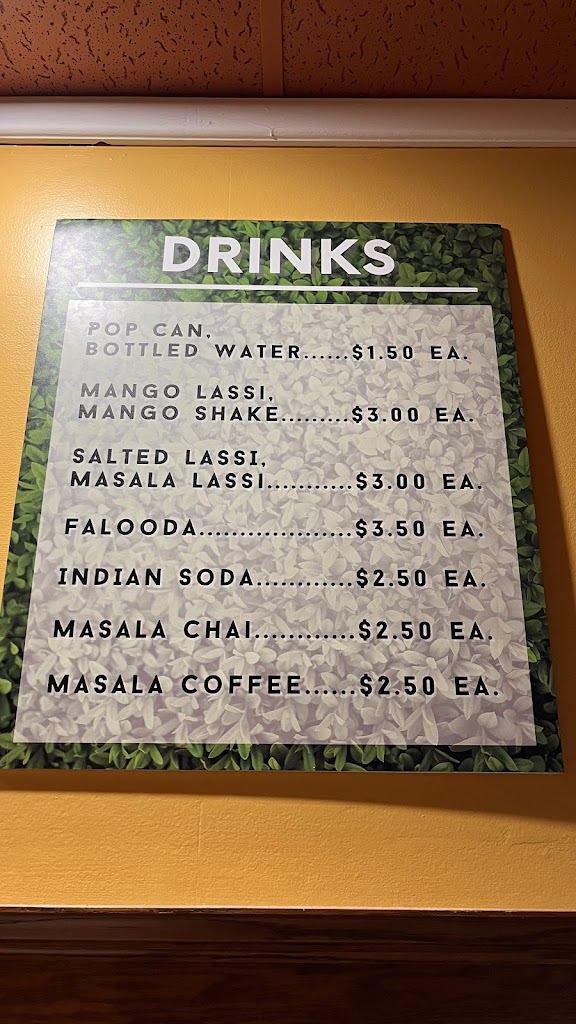 DRINKS
POP CAN,
BOTTLED WATER......$1.50 EA.
MANGO LASSI,
MANGO SHAKE.........$3.00 EA.
SALTED LASSI,
MASALA LASSI...........$3.00 EA.
FALOODA...................$3.50 EA.
INDIAN SODA............$2.50 EA.
MASALA CHAI............$2.50 EA.
MASALA COFFEE......$2.50 EA.